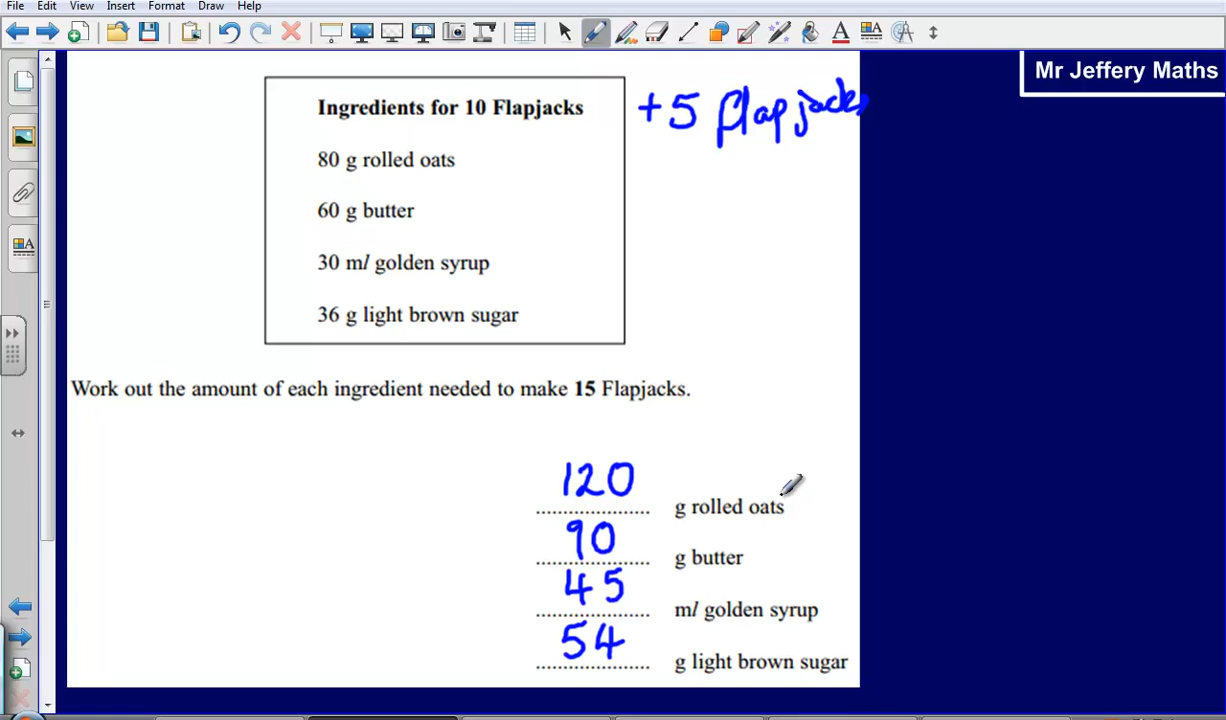 File Edit View Insert Format Draw Help
Mr Jeffery Maths
Ingredients for 10 Flapjacks
+5 flapjacks
80 g rolled oats
60 g butter
30 ml golden syrup
36 g light brown sugar
Work out the amount of each ingredient needed to make 15 Flapjacks.
120 g rolled oats
90 g butter
45 ml golden syrup
54 g light brown sugar